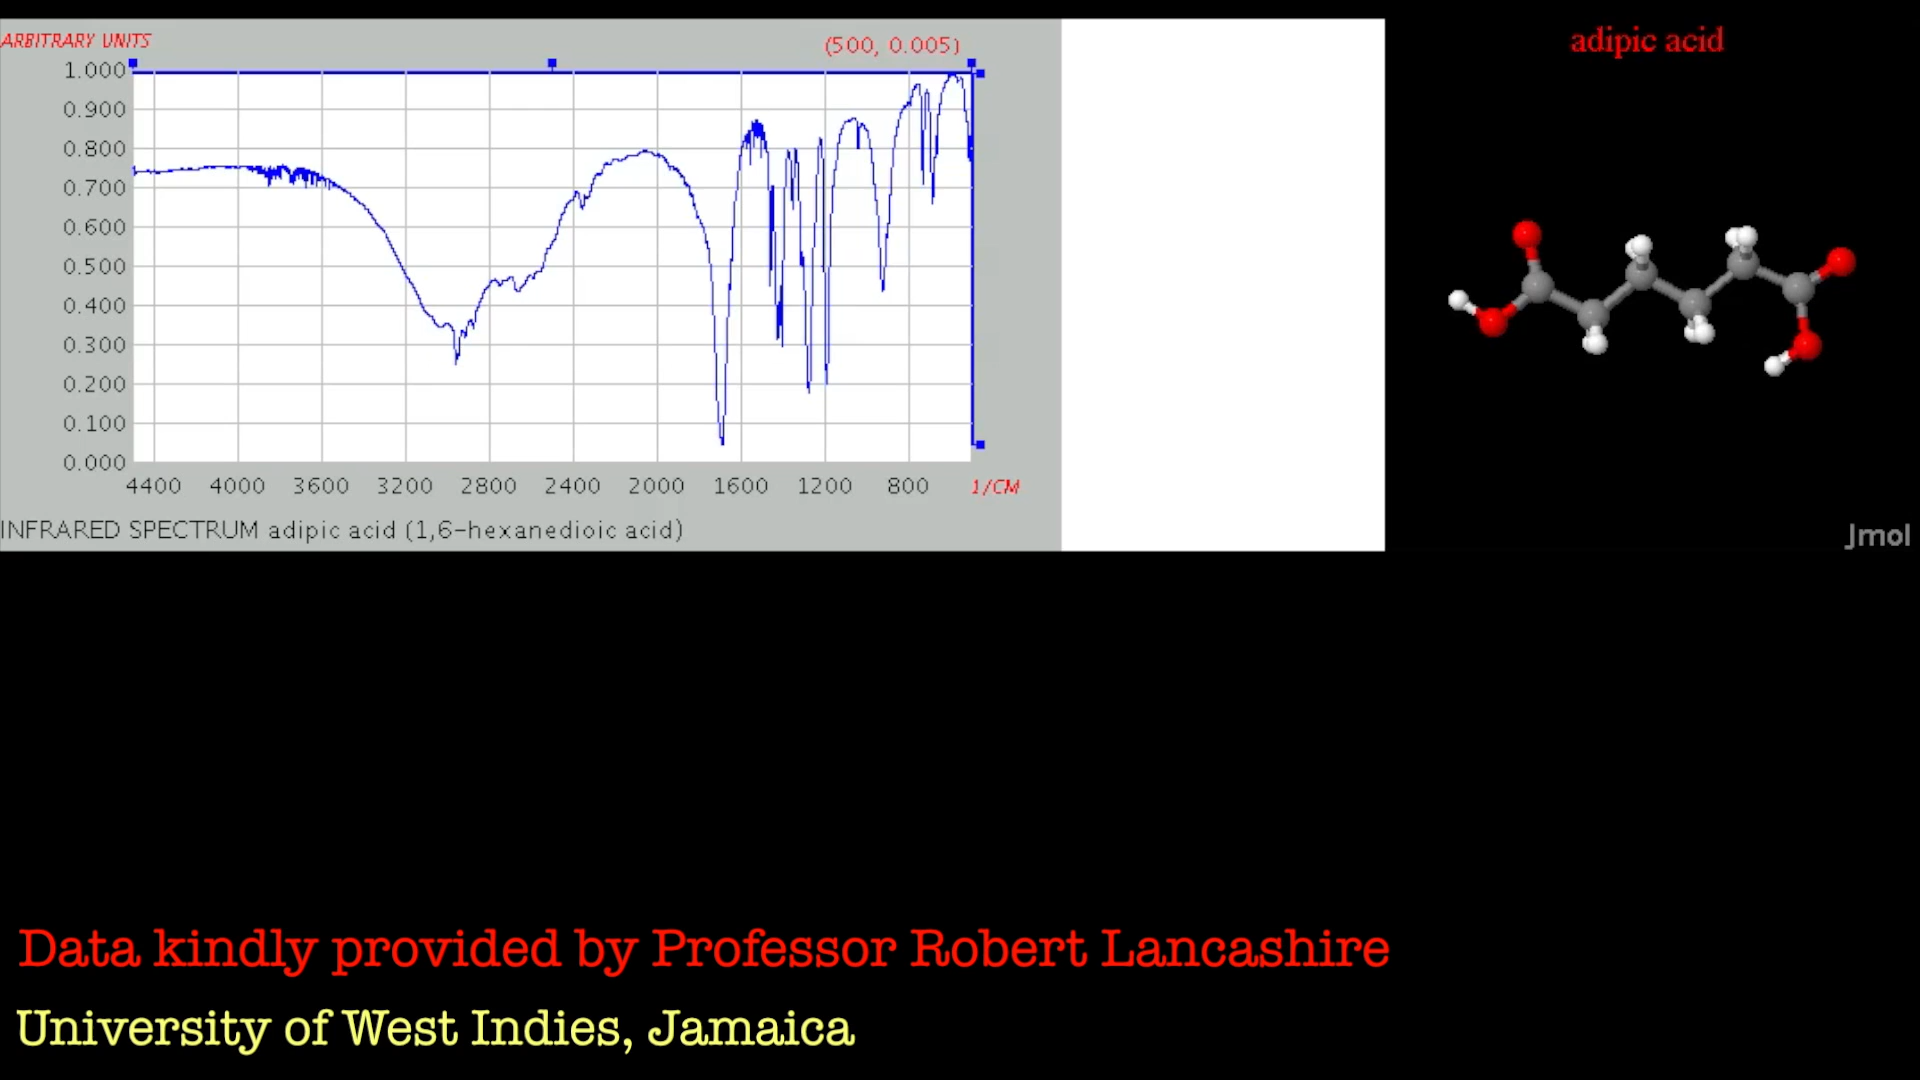 ARBITRARY UNITS
(500, 0.005)
adipic acid
1.000
0.900
0.800
0.700
0.600
0.500
0.400
0.300
0.200
0.100
0.000
4400 4000 3600 3200 2800 2400 2000 1600 1200 800 1/CM
INFRARED SPECTRUM adipic acid (1,6-hexanedioic acid)
Jmol
Data kindly provided by Professor Robert Lancashire
University of West Indies, Jamaica